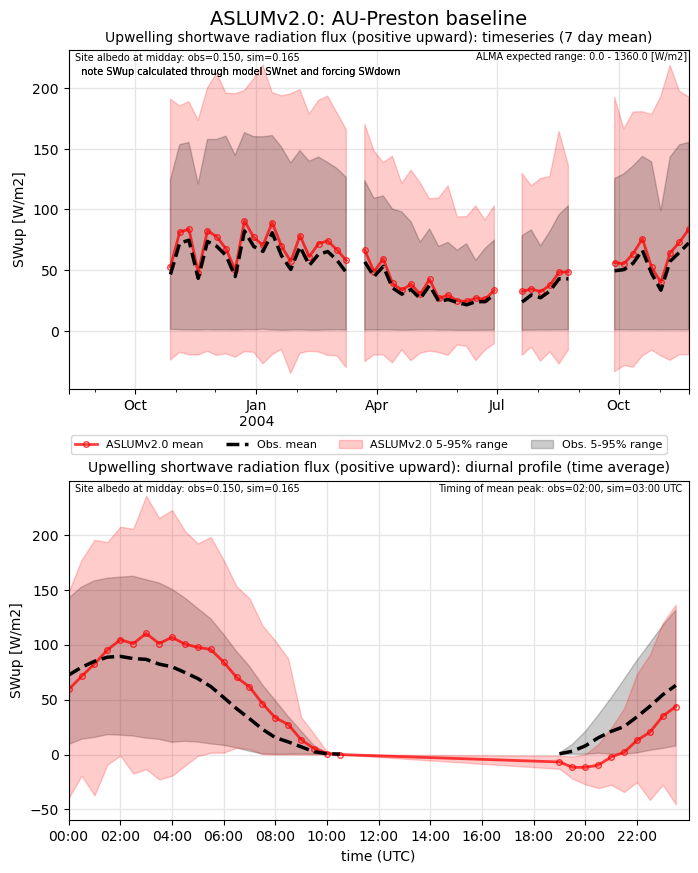 ASLUMv2.0: AU-Preston baseline
Upwelling shortwave radiation flux (positive upward): timeseries (7 day mean)
Site albedo at midday: obs=0.150, sim=0.165
ALMA expected range: 0.0 - 1360.0 [W/m2]
note SWup calculated through model SWnet and forcing SWdown
SWup [W/m2]
200
150
100
50
0
Oct
Jan
2004
Apr
Jul
Oct
ASLUMv2.0 mean
Obs. mean
ASLUMv2.0 5-95% range
Obs. 5-95% range
Upwelling shortwave radiation flux (positive upward): diurnal profile (time average)
Site albedo at midday: obs=0.150, sim=0.165
Timing of mean peak: obs=02:00, sim=03:00 UTC
SWup [W/m2]
200
150
100
50
0
−50
00:00
02:00
04:00
06:00
08:00
10:00
12:00
14:00
16:00
18:00
20:00
22:00
time (UTC)